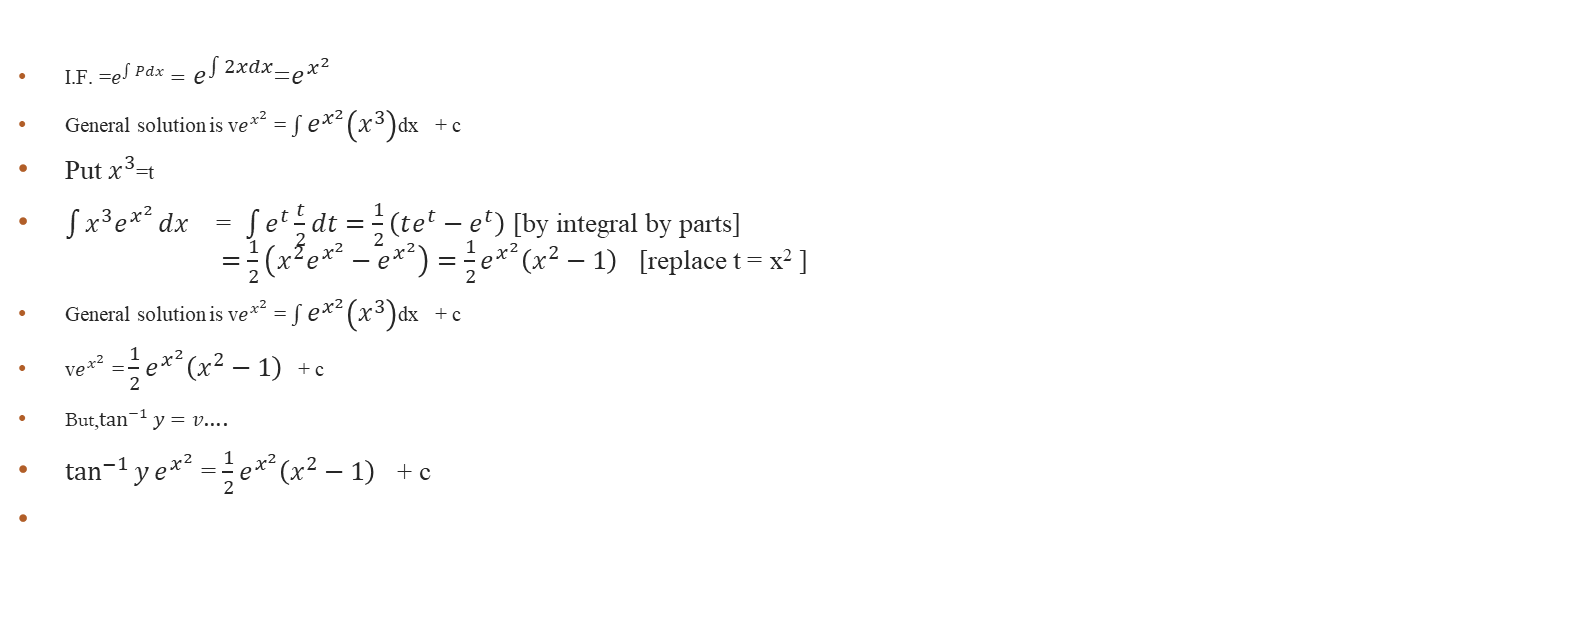 • I.F. =e^{∫ Pdx} = e^{∫ 2xdx}=e^{x²}
• General solution is ve^{x²} = ∫ e^{x²}(x³)dx + c
• Put x³=t
• ∫ x³e^{x²} dx = ∫ e^t t/2 dt = 1/2 (te^t − e^t) [by integral by parts]
= 1/2 (x²e^{x²} − e^{x²}) = 1/2 e^{x²}(x² − 1) [replace t = x² ]
• General solution is ve^{x²} = ∫ e^{x²}(x³)dx + c
• ve^{x²} = 1/2 e^{x²}(x² − 1) + c
• But,tan⁻¹ y = v....
• tan⁻¹ y e^{x²} = 1/2 e^{x²}(x² − 1) + c
•